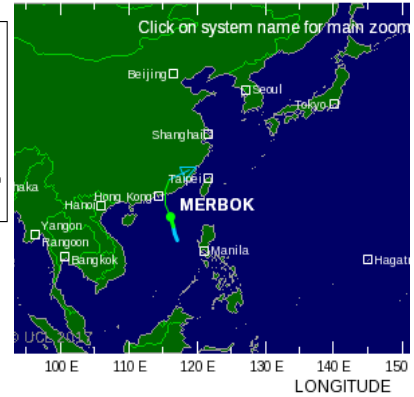 Click on system name for main zoom
Beijing
Seoul
Tokyo
Shanghai
Taipei
haka
Hong Kong
Hanoi
MERBOK
Yangon
Rangoon
Manila
Bangkok
Hagatn
© UCL 2017
100 E 110 E 120 E 130 E 140 E 150
LONGITUDE